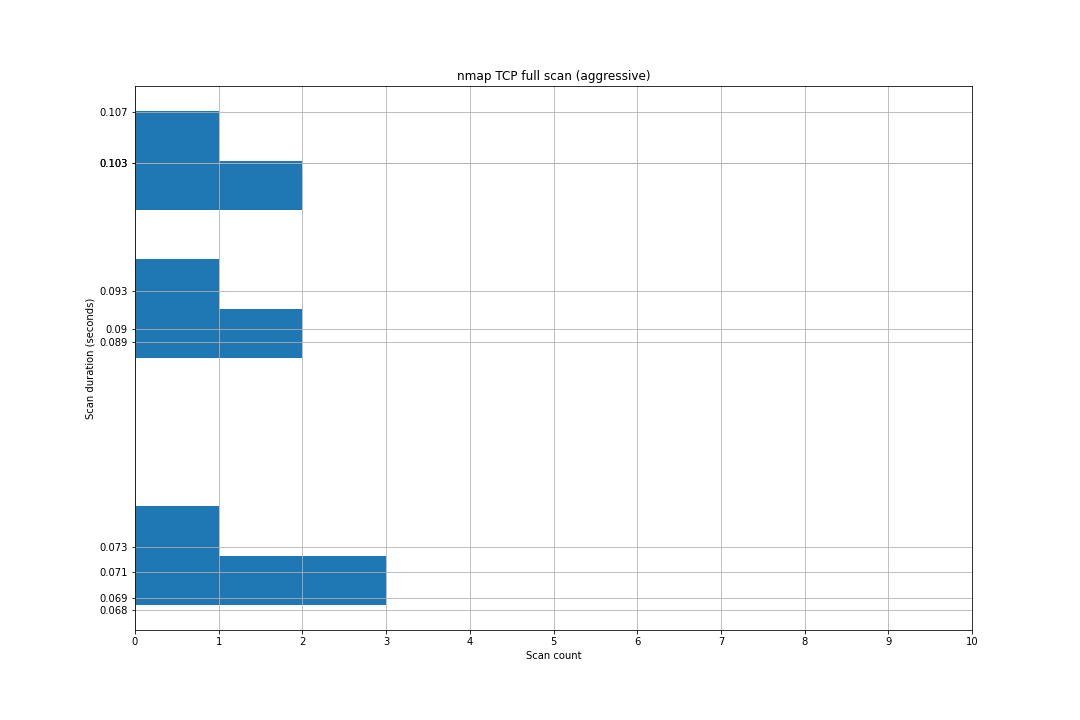 nmap TCP full scan (aggressive)
0.107
0.103
0.093
0.09
0.089
0.073
0.071
0.069
0.068
Scan duration (seconds)
0 1 2 3 4 5 6 7 8 9 10
Scan count